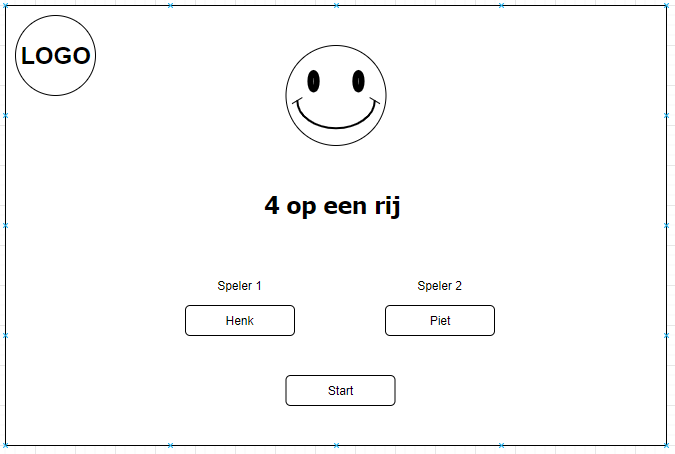 LOGO
4 op een rij
Speler 1
Speler 2
Henk
Piet
Start